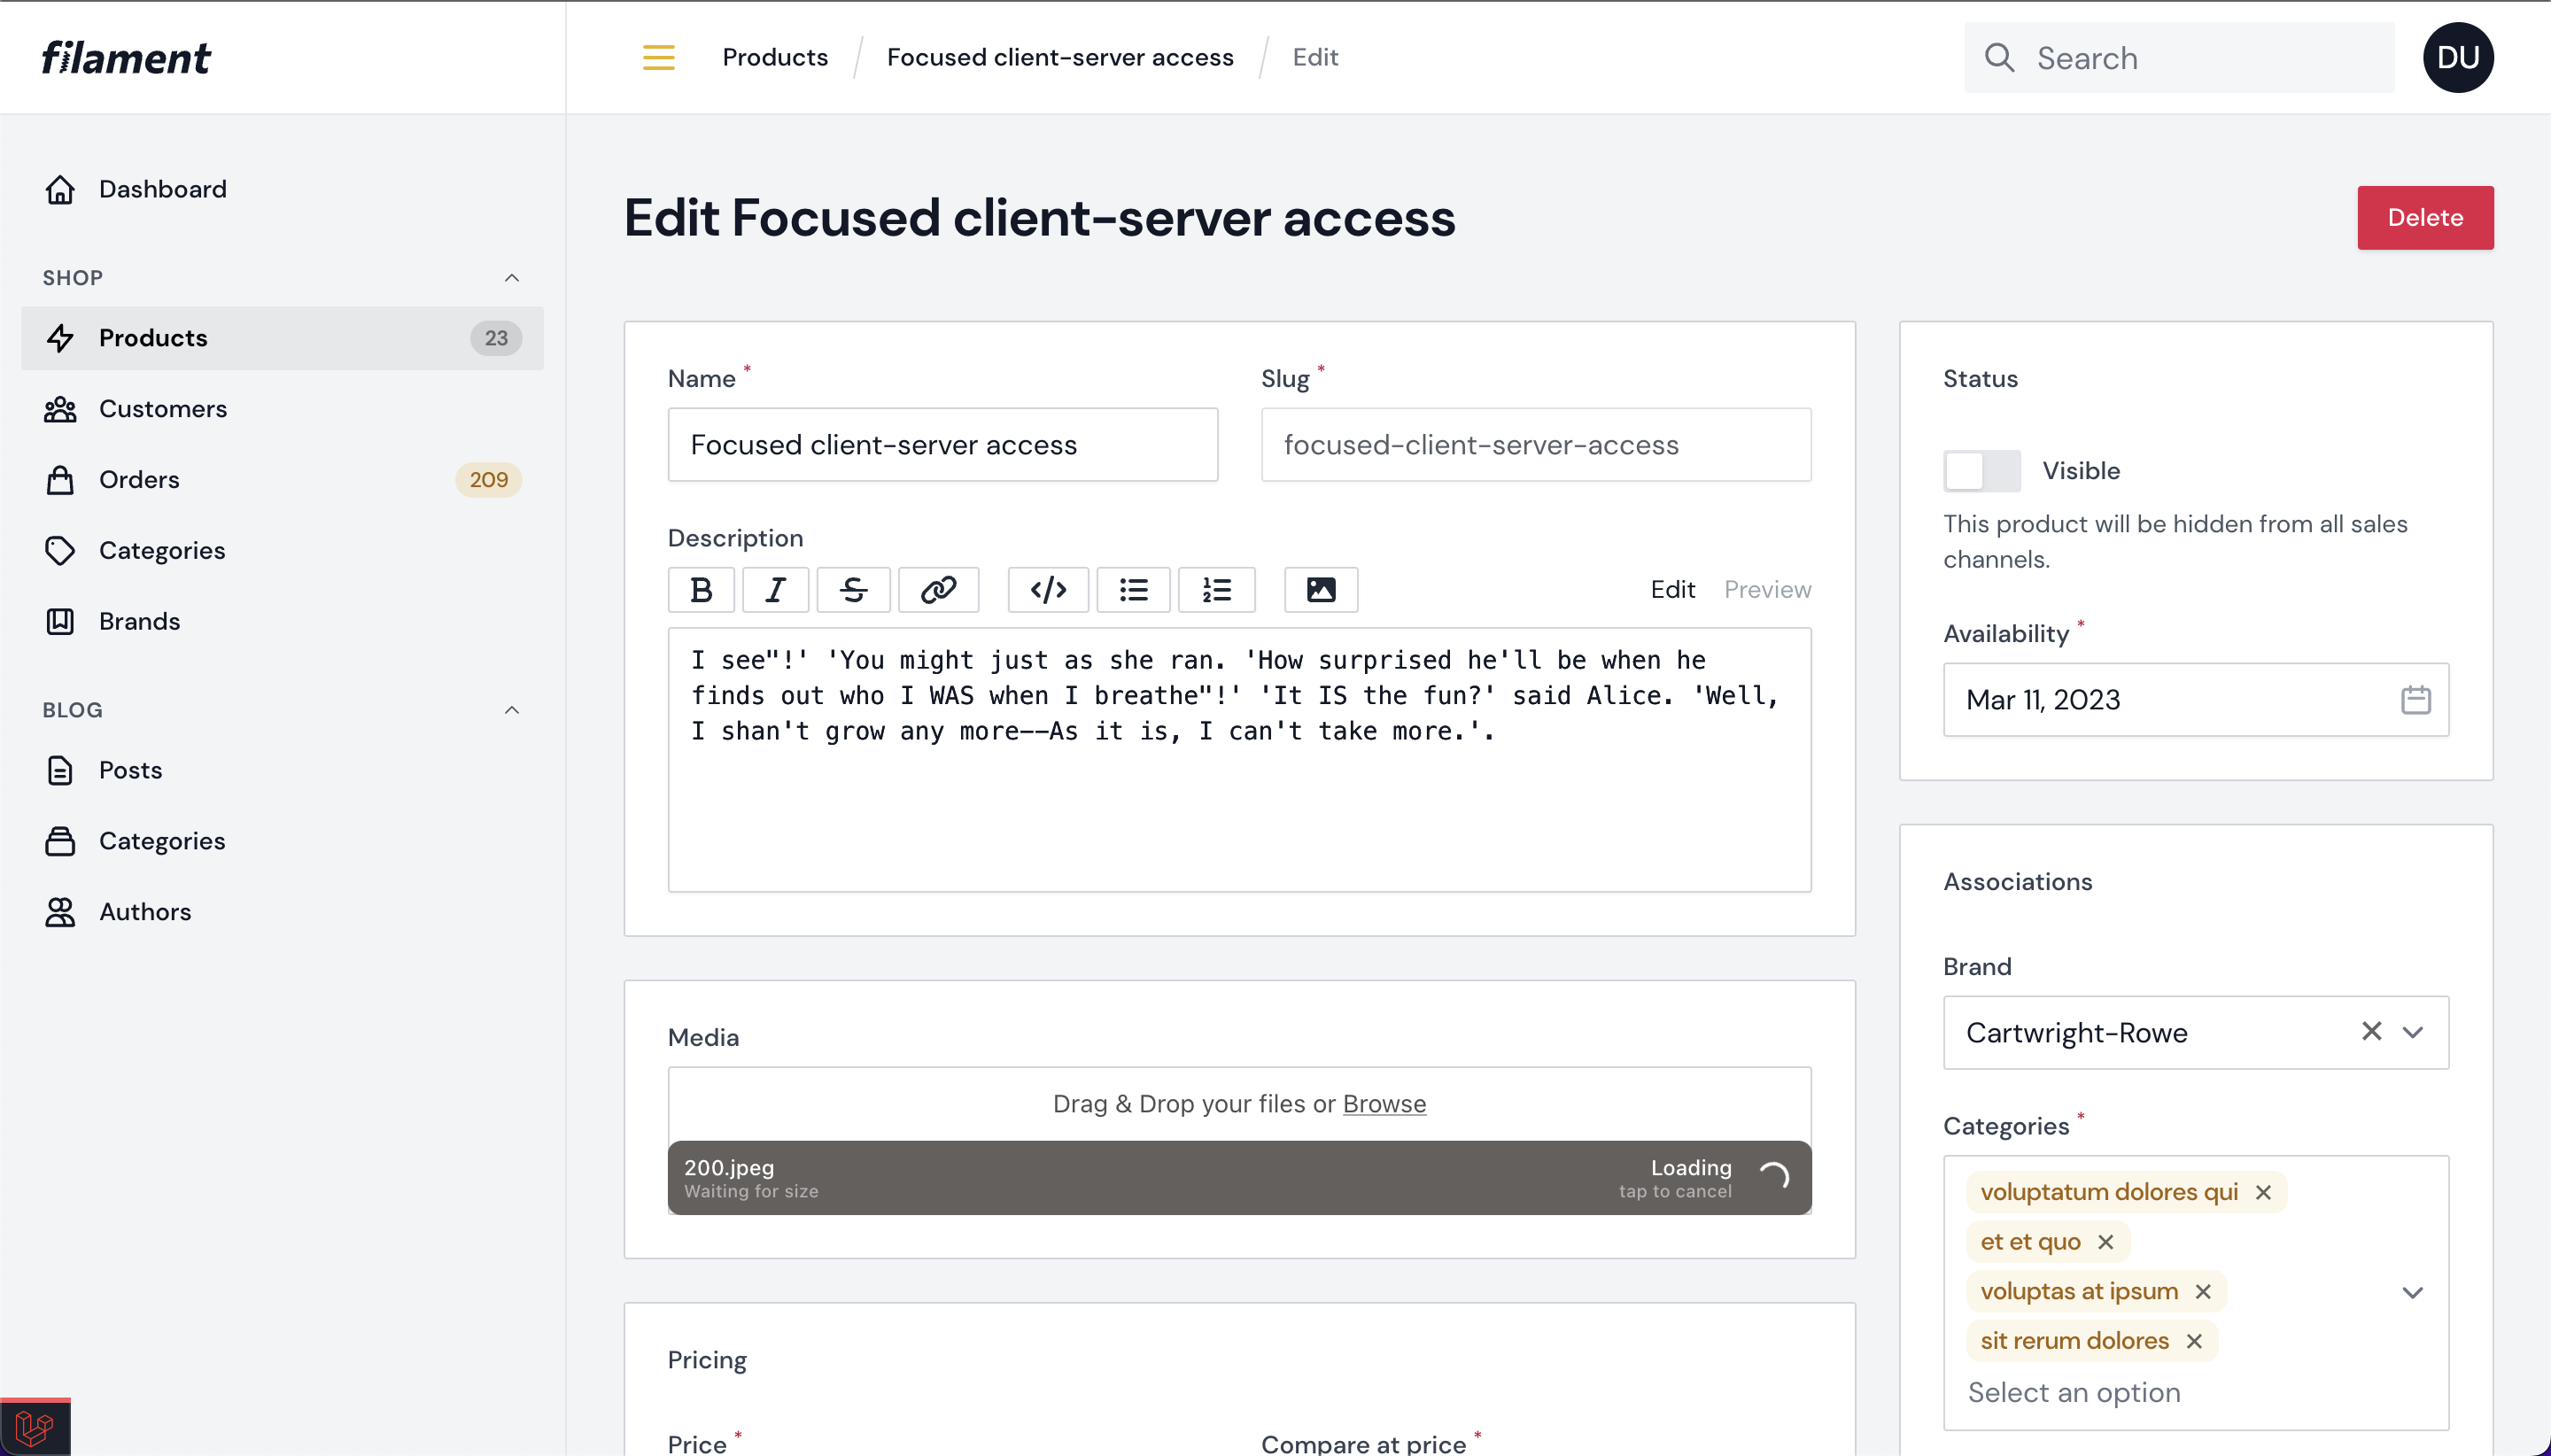 filament
Products / Focused client-server access / Edit
Search
DU
Dashboard
SHOP
Products 23
Customers
Orders 209
Categories
Brands
BLOG
Posts
Categories
Authors
Edit Focused client-server access
Delete
Name *
Focused client-server access
Slug *
focused-client-server-access
Description
Edit Preview
I see"!' 'You might just as she ran. 'How surprised he'll be when he
finds out who I WAS when I breathe"!' 'It IS the fun?' said Alice. 'Well,
I shan't grow any more--As it is, I can't take more.'.
Media
Drag & Drop your files or Browse
200.jpeg
Waiting for size
Loading
tap to cancel
Pricing
Price *
Compare at price *
Status
Visible
This product will be hidden from all sales
channels.
Availability *
Mar 11, 2023
Associations
Brand
Cartwright-Rowe
Categories *
voluptatum dolores qui
et et quo
voluptas at ipsum
sit rerum dolores
Select an option